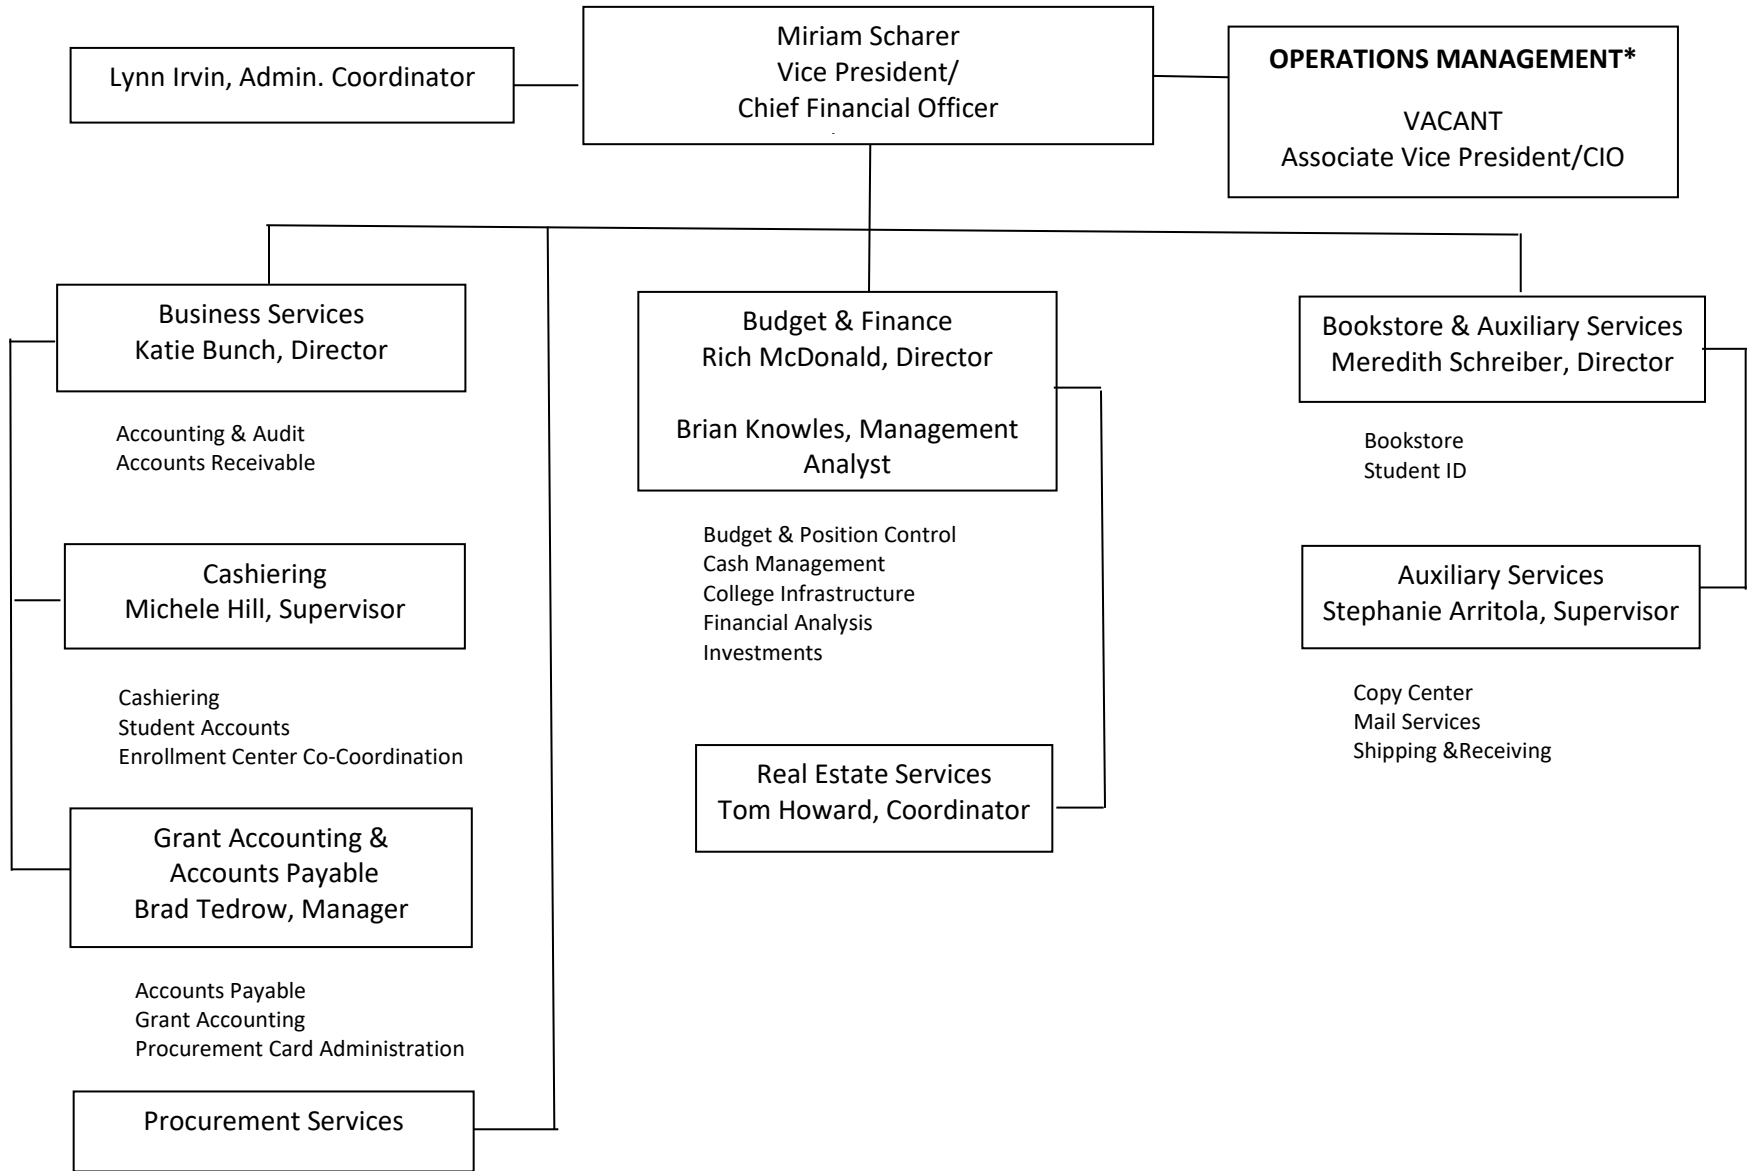 Miriam Scharer
Vice President/
Chief Financial Officer
Lynn Irvin, Admin. Coordinator
OPERATIONS MANAGEMENT*
VACANT
Associate Vice President/CIO
Business Services
Katie Bunch, Director
Accounting & Audit
Accounts Receivable
Cashiering
Michele Hill, Supervisor
Cashiering
Student Accounts
Enrollment Center Co-Coordination
Grant Accounting &
Accounts Payable
Brad Tedrow, Manager
Accounts Payable
Grant Accounting
Procurement Card Administration
Procurement Services
Budget & Finance
Rich McDonald, Director
Brian Knowles, Management
Analyst
Budget & Position Control
Cash Management
College Infrastructure
Financial Analysis
Investments
Real Estate Services
Tom Howard, Coordinator
Bookstore & Auxiliary Services
Meredith Schreiber, Director
Bookstore
Student ID
Auxiliary Services
Stephanie Arritola, Supervisor
Copy Center
Mail Services
Shipping &Receiving